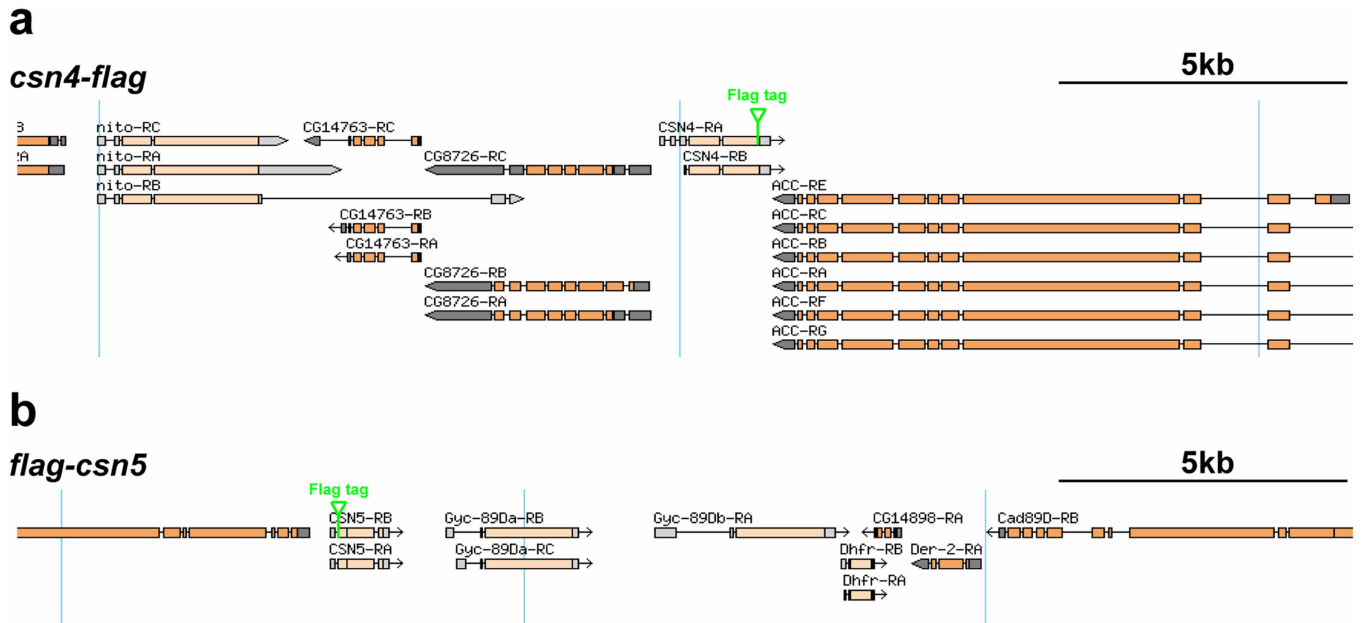 a
csn4-flag
5kb
Flag tag
B
nito-RC
CG14763-RC
CSN4-RA
RA
nito-RA
CG8726-RC
CSN4-RB
nito-RB
ACC-RE
CG14763-RB
ACC-RC
CG14763-RA
ACC-RB
CG8726-RB
ACC-RA
CG8726-RA
ACC-RF
ACC-RG
b
flag-csn5
5kb
Flag tag
CSN5-RB
Gyc-89Da-RB
Gyc-89Db-RA
CG14898-RA
Cad89D-RB
CSN5-RA
Gyc-89Da-RC
Dhfr-RB
Der-2-RA
Dhfr-RA